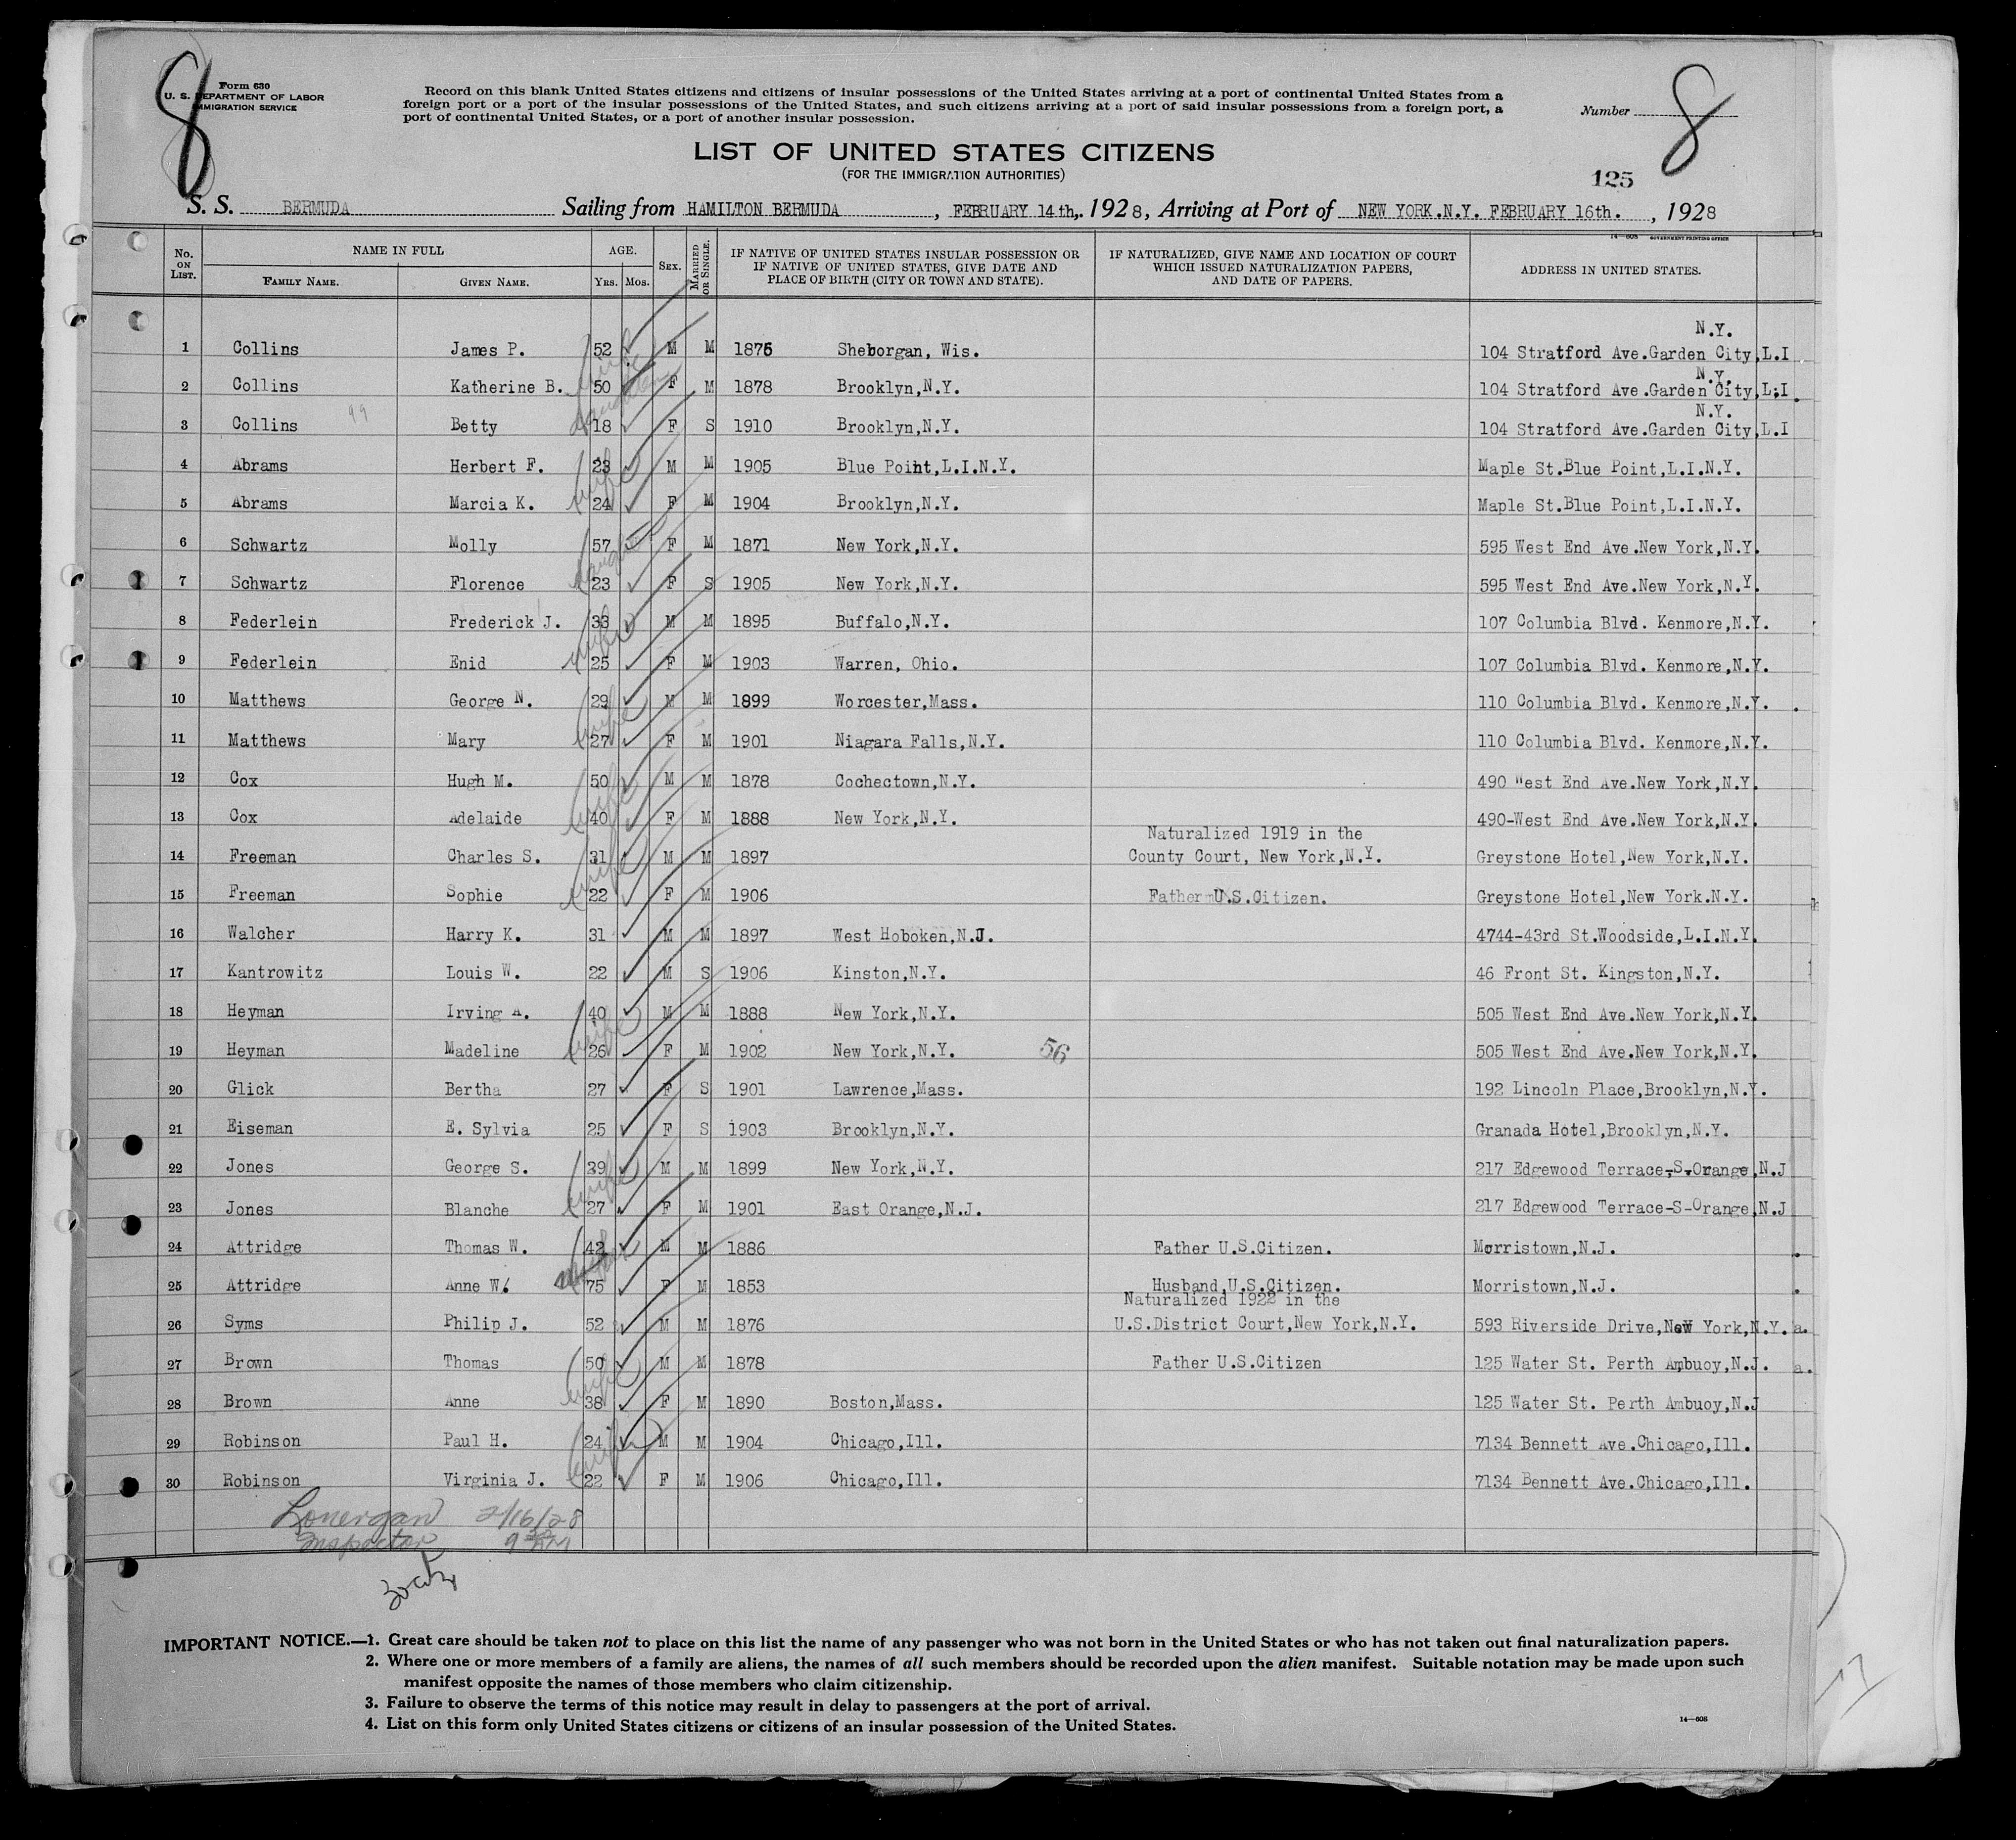 8
8
Form 630
U. S. DEPARTMENT OF LABOR
IMMIGRATION SERVICE
Record on this blank United States citizens and citizens of insular possessions of the United States arriving at a port of continental United States from a
foreign port or a port of the insular possessions of the United States, and such citizens arriving at a port of said insular possessions from a foreign port, a
port of continental United States, or a port of another insular possession.
Number
LIST OF UNITED STATES CITIZENS
(FOR THE IMMIGRATION AUTHORITIES)
125
S. S. BERMUDA Sailing from HAMILTON BERMUDA, FEBRUARY 14th,. 1928, Arriving at Port of NEW YORK.N.Y. FEBRUARY 16th., 1928
14—608 GOVERNMENT PRINTING OFFICE
No. ON LIST. NAME IN FULL FAMILY NAME. GIVEN NAME. AGE. YRS. MOS. SEX. MARRIED OR SINGLE. IF NATIVE OF UNITED STATES INSULAR POSSESSION OR IF NATIVE OF UNITED STATES, GIVE DATE AND PLACE OF BIRTH (CITY OR TOWN AND STATE). IF NATURALIZED, GIVE NAME AND LOCATION OF COURT WHICH ISSUED NATURALIZATION PAPERS, AND DATE OF PAPERS. ADDRESS IN UNITED STATES.
N.Y.
1 Collins James P. 52 M M 1876 Sheborgan, Wis. 104 Stratford Ave.Garden City,L.I
wife N.Y.
2 Collins Katherine B. 50 F M 1878 Brooklyn,N.Y. 104 Stratford Ave.Garden City,L.I.
99 daughter N.Y.
3 Collins Betty 18 F S 1910 Brooklyn,N.Y. 104 Stratford Ave.Garden City,L.I
4 Abrams Herbert F. 23 M M 1905 Blue Point,L.I.N.Y. Maple St.Blue Point,L.I.N.Y.
wife
5 Abrams Marcia K. 24 F M 1904 Brooklyn,N.Y. Maple St.Blue Point,L.I.N.Y.
6 Schwartz Molly 57 F M 1871 New York,N.Y. 595 West End Ave.New York,N.Y.
daughter
7 Schwartz Florence 23 F S 1905 New York,N.Y. 595 West End Ave.New York,N.Y.
8 Federlein Frederick J. 33 M M 1895 Buffalo,N.Y. 107 Columbia Blvd. Kenmore,N.Y.
wife
9 Federlein Enid 25 F M 1903 Warren, Ohio. 107 Columbia Blvd. Kenmore,N.Y.
10 Matthews George N. 29 M M 1899 Worcester,Mass. 110 Columbia Blvd. Kenmore,N.Y.
wife
11 Matthews Mary 27 F M 1901 Niagara Falls,N.Y. 110 Columbia Blvd. Kenmore,N.Y.
12 Cox Hugh M. 50 M M 1878 Cochectown,N.Y. 490 West End Ave.New York,N.Y.
wife
13 Cox Adelaide 40 F M 1888 New York,N.Y. 490-West End Ave.New York,N.Y.
Naturalized 1919 in the
14 Freeman Charles S. 31 M M 1897 County Court, New York,N.Y. Greystone Hotel,New York,N.Y.
wife
15 Freeman Sophie 22 F M 1906 Father U.S.Citizen. Greystone Hotel,New York.N.Y.
16 Walcher Harry K. 31 M M 1897 West Hoboken,N.J. 4744-43rd St.Woodside,L.I.N.Y.
17 Kantrowitz Louis W. 22 M S 1906 Kinston,N.Y. 46 Front St. Kingston,N.Y.
18 Heyman Irving A. 40 M M 1888 New York,N.Y. 505 West End Ave.New York,N.Y.
wife
19 Heyman Madeline 26 F M 1902 New York,N.Y. 56 505 West End Ave.New York,N.Y.
20 Glick Bertha 27 F S 1901 Lawrence,Mass. 192 Lincoln Place,Brooklyn,N.Y.
21 Eiseman E. Sylvia 25 F S 1903 Brooklyn,N.Y. Granada Hotel,Brooklyn,N.Y.
22 Jones George S. 39 M M 1899 New York,N.Y. 217 Edgewood Terrace-S.Orange,N.J
wife
23 Jones Blanche 27 F M 1901 East Orange,N.J. 217 Edgewood Terrace-S-Orange,N.J
24 Attridge Thomas W. 42 M M 1886 Father U.S.Citizen. Morristown,N.J.
25 Attridge Anne W. 75 F M 1853 Husband,U.S.Citizen. Morristown,N.J.
Naturalized 1922 in the
26 Syms Philip J. 52 M M 1876 U.S.District Court,New York,N.Y. 593 Riverside Drive,New York,N.Y. a.
27 Brown Thomas 50 M M 1878 Father U.S.Citizen 125 Water St. Perth Ambuoy,N.J. a.
wife
28 Brown Anne 38 F M 1890 Boston,Mass. 125 Water St. Perth Ambuoy,N.J
29 Robinson Paul H. 24 M M 1904 Chicago,Ill. 7134 Bennett Ave.Chicago,Ill.
wife
30 Robinson Virginia J. 22 F M 1906 Chicago,Ill. 7134 Bennett Ave.Chicago,Ill.
Lonergan 2/16/28
Inspector
IMPORTANT NOTICE.—1. Great care should be taken not to place on this list the name of any passenger who was not born in the United States or who has not taken out final naturalization papers.
2. Where one or more members of a family are aliens, the names of all such members should be recorded upon the alien manifest. Suitable notation may be made upon such
manifest opposite the names of those members who claim citizenship.
3. Failure to observe the terms of this notice may result in delay to passengers at the port of arrival.
4. List on this form only United States citizens or citizens of an insular possession of the United States.
14—608